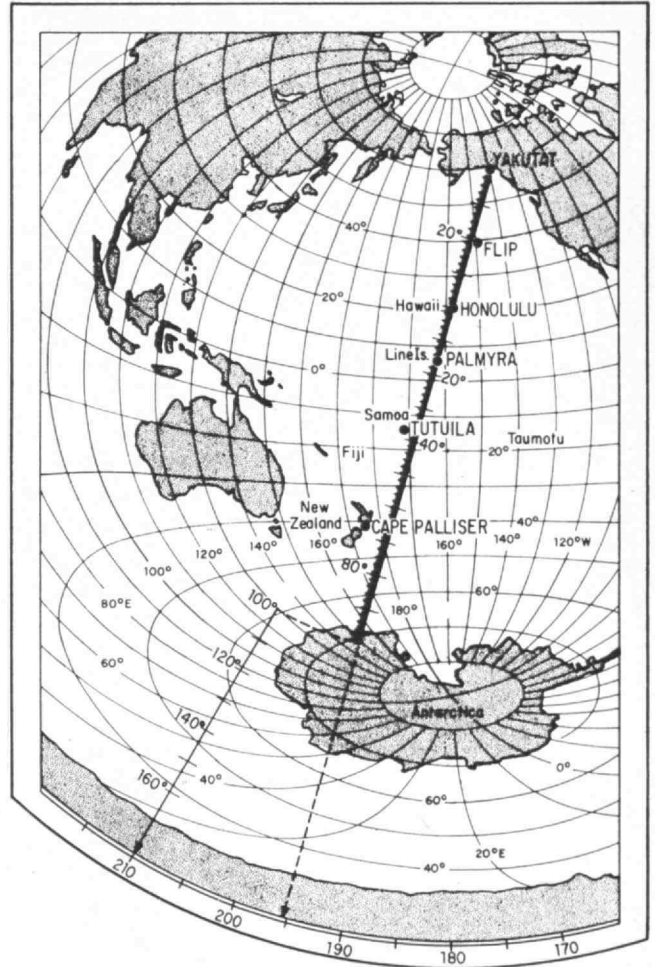 YAKUTAT
40°
20°
FLIP
20°
Hawaii
HONOLULU
Line Is.
PALMYRA
0°
20°
Samoa
TUTUILA
40°
Taumotu
Fiji
20°
New
Zealand
CAPE PALLISER
40°
100°
120°
140°
160°
160°
140°
120°W
80°
80°E
100°
180°
60°
60°
120°
140°
Antarctica
160°
40°
0°
60°
20°E
40°
210
200
190
180
170